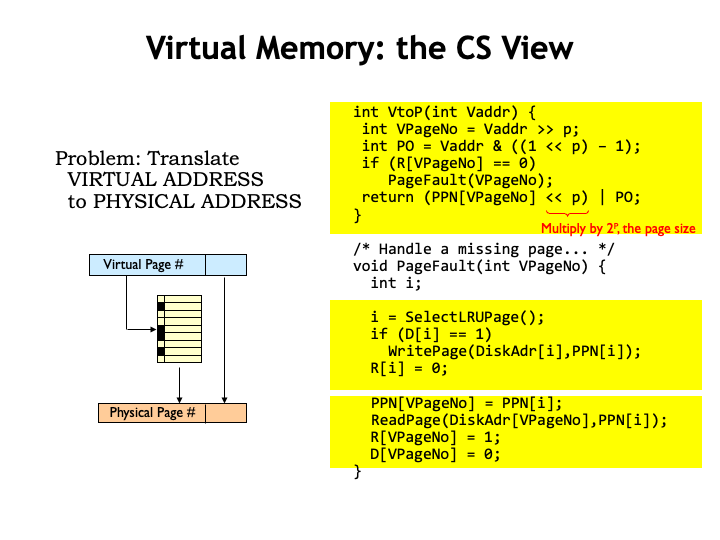 Virtual Memory: the CS View
Problem: Translate
VIRTUAL ADDRESS
to PHYSICAL ADDRESS
Virtual Page #
Physical Page #
int VtoP(int Vaddr) {
int VPageNo = Vaddr >> p;
int PO = Vaddr & ((1 << p) – 1);
if (R[VPageNo] == 0)
PageFault(VPageNo);
return (PPN[VPageNo] << p) | PO;
}
Multiply by 2ᵖ, the page size
/* Handle a missing page... */
void PageFault(int VPageNo) {
int i;
i = SelectLRUPage();
if (D[i] == 1)
WritePage(DiskAdr[i],PPN[i]);
R[i] = 0;
PPN[VPageNo] = PPN[i];
ReadPage(DiskAdr[VPageNo],PPN[i]);
R[VPageNo] = 1;
D[VPageNo] = 0;
}